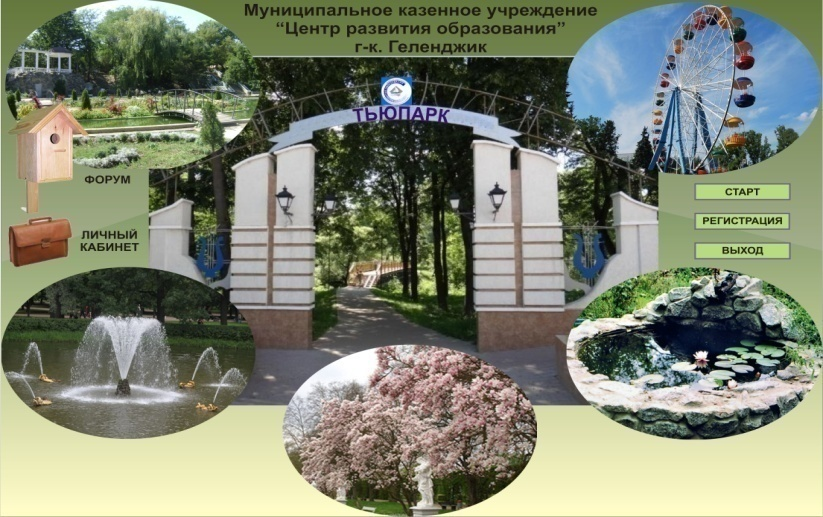 Муниципальное казенное учреждение
“Центр развития образования”
г-к. Геленджик
ТЬЮПАРК
ФОРУМ
ЛИЧНЫЙ
КАБИНЕТ
СТАРТ
РЕГИСТРАЦИЯ
ВЫХОД